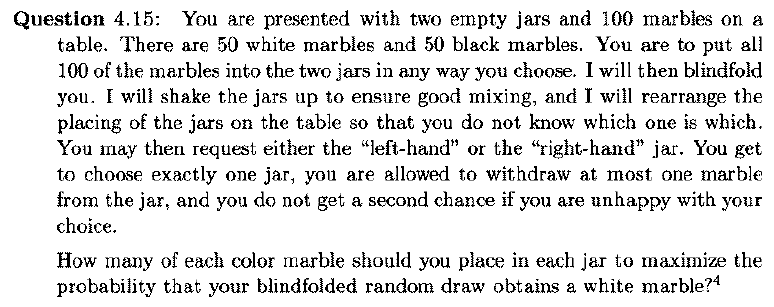 Question 4.15: You are presented with two empty jars and 100 marbles on a
table. There are 50 white marbles and 50 black marbles. You are to put all
100 of the marbles into the two jars in any way you choose. I will then blindfold
you. I will shake the jars up to ensure good mixing, and I will rearrange the
placing of the jars on the table so that you do not know which one is which.
You may then request either the “left-hand” or the “right-hand” jar. You get
to choose exactly one jar, you are allowed to withdraw at most one marble
from the jar, and you do not get a second chance if you are unhappy with your
choice.
How many of each color marble should you place in each jar to maximize the
probability that your blindfolded random draw obtains a white marble?⁴